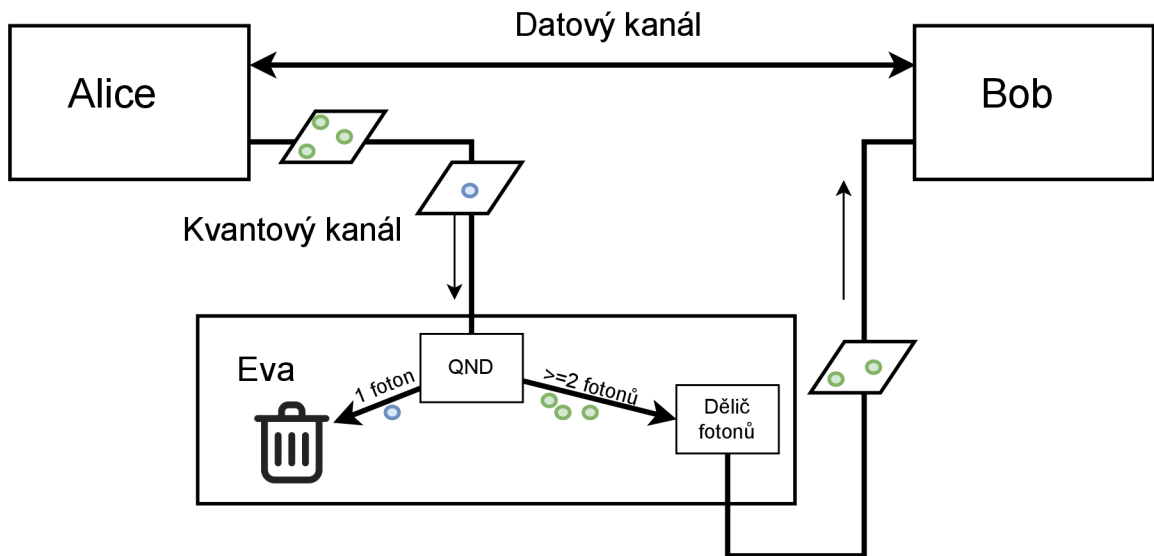 Datový kanál
Alice
Bob
Kvantový kanál
Eva
QND
1 foton
>=2 fotonů
Dělič
fotonů